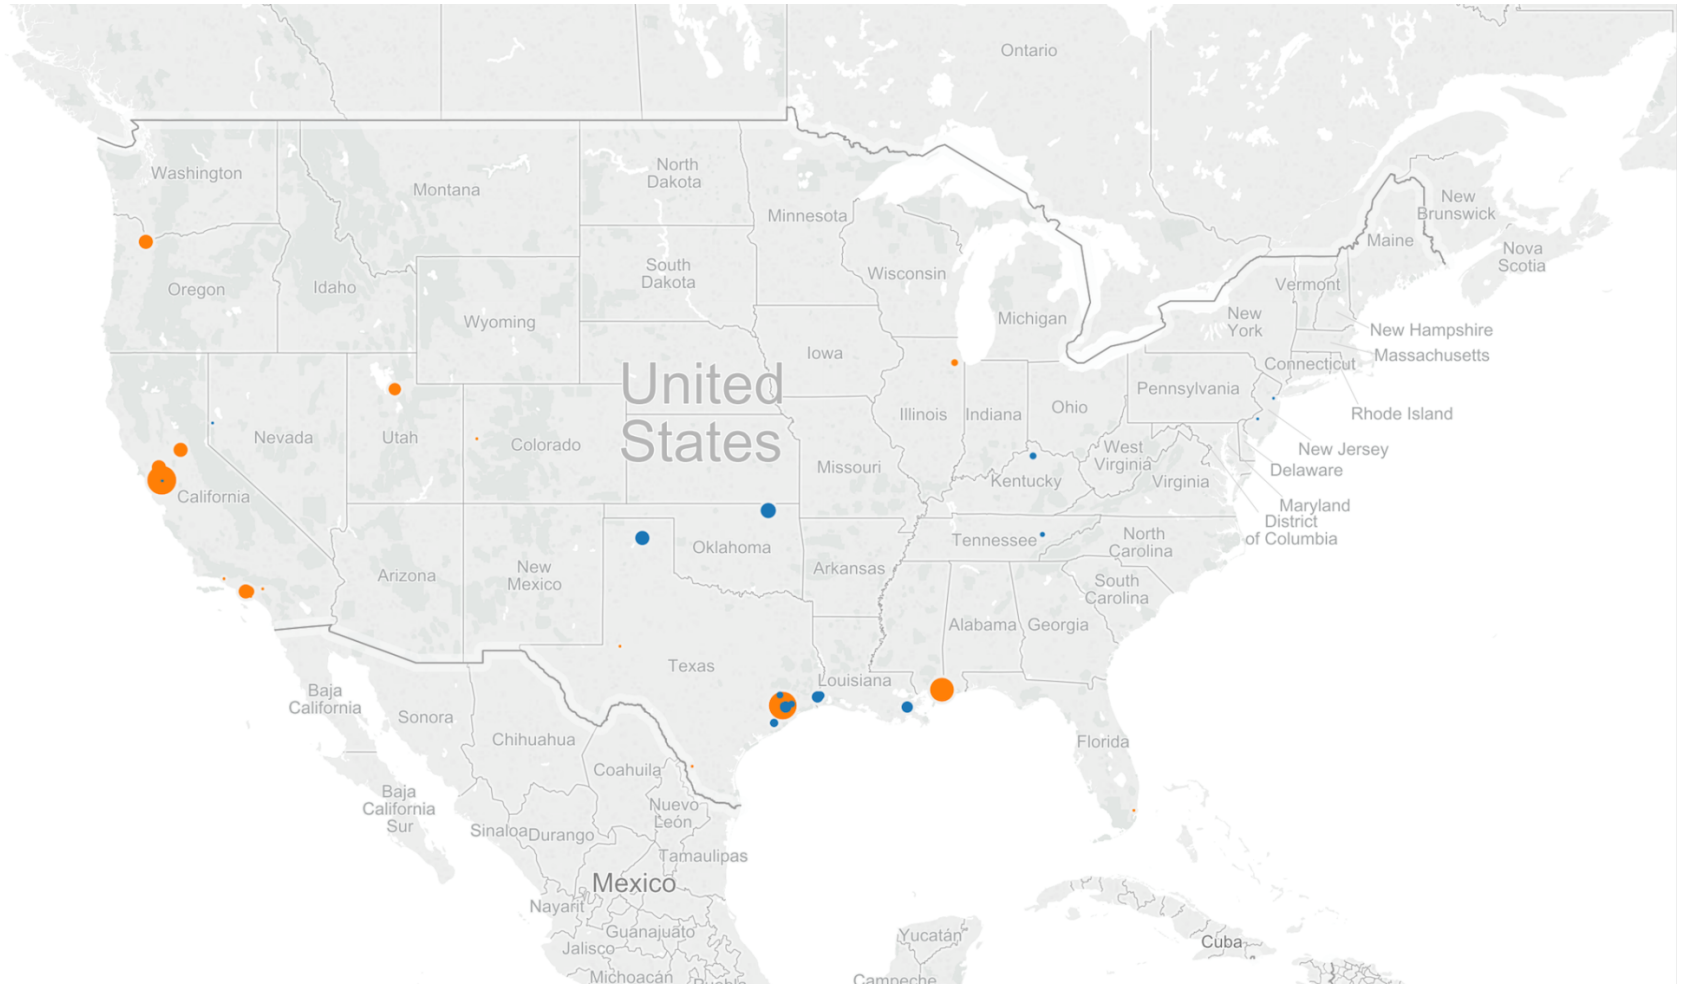 Ontario
Washington
North
Dakota
Montana
Minnesota
New
Brunswick
Maine
Nova
Scotia
South
Dakota
Wisconsin
Oregon
Idaho
Vermont
Michigan
New
York
Wyoming
New Hampshire
Massachusetts
Iowa
Connecticut
United
States
Pennsylvania
Ohio
Illinois
Indiana
Rhode Island
Nevada
Utah
Colorado
New Jersey
West
Virginia
Missouri
Delaware
Kentucky
Virginia
California
Maryland
District
of Columbia
Oklahoma
Tennessee
North
Carolina
Arkansas
Arizona
New
Mexico
South
Carolina
Alabama
Georgia
Texas
Louisiana
Baja
California
Sonora
Chihuahua
Florida
Coahuila
Baja
California
Sur
Nuevo
León
Sinaloa
Durango
Tamaulipas
Mexico
Nayarit
Guanajuato
Yucatán
Cuba
Jalisco
Michoacán
Puebla
Campeche